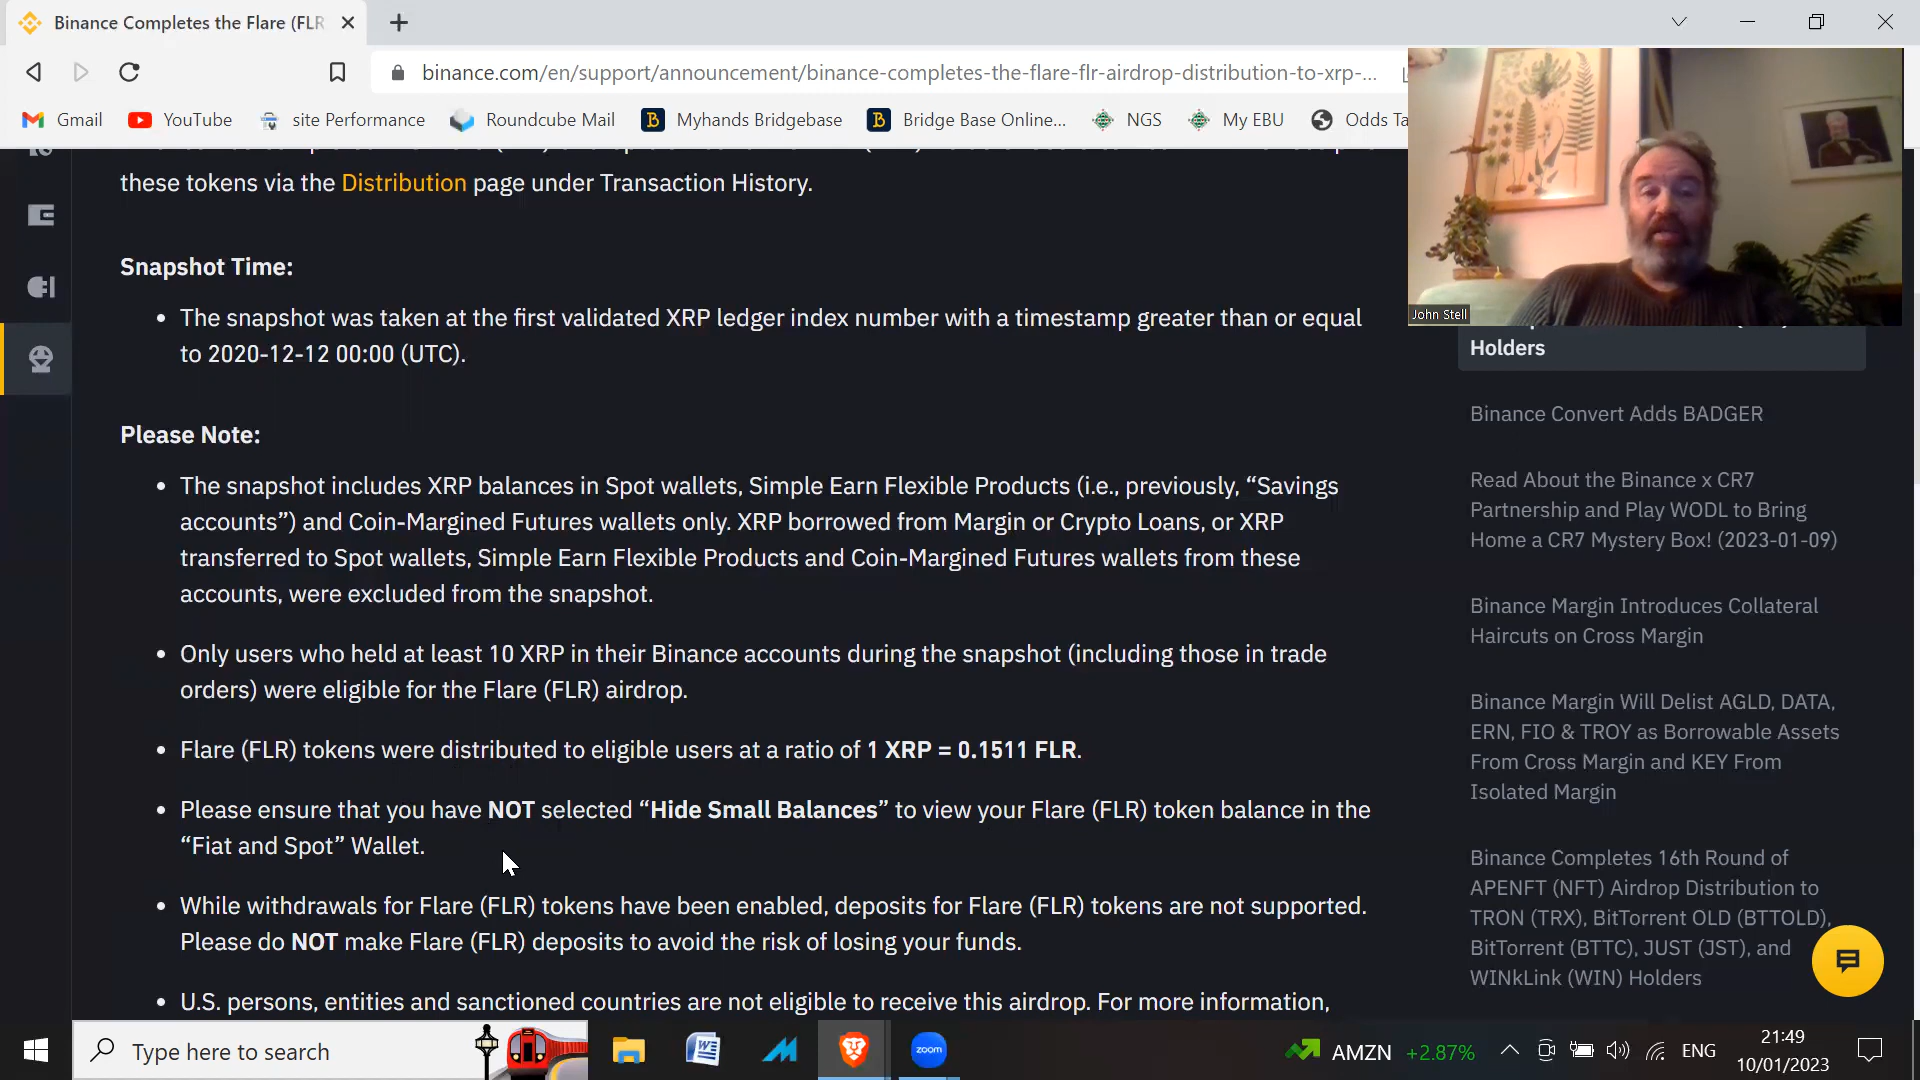 Binance Completes the Flare (FLR
binance.com/en/support/announcement/binance-completes-the-flare-flr-airdrop-distribution-to-xrp-...
Gmail YouTube site Performance Roundcube Mail Myhands Bridgebase Bridge Base Online... NGS My EBU Odds Ta
these tokens via the Distribution page under Transaction History.
Snapshot Time:
• The snapshot was taken at the first validated XRP ledger index number with a timestamp greater than or equal
to 2020-12-12 00:00 (UTC).
Please Note:
• The snapshot includes XRP balances in Spot wallets, Simple Earn Flexible Products (i.e., previously, “Savings
accounts”) and Coin-Margined Futures wallets only. XRP borrowed from Margin or Crypto Loans, or XRP
transferred to Spot wallets, Simple Earn Flexible Products and Coin-Margined Futures wallets from these
accounts, were excluded from the snapshot.
• Only users who held at least 10 XRP in their Binance accounts during the snapshot (including those in trade
orders) were eligible for the Flare (FLR) airdrop.
• Flare (FLR) tokens were distributed to eligible users at a ratio of 1 XRP = 0.1511 FLR.
• Please ensure that you have NOT selected “Hide Small Balances” to view your Flare (FLR) token balance in the
“Fiat and Spot” Wallet.
• While withdrawals for Flare (FLR) tokens have been enabled, deposits for Flare (FLR) tokens are not supported.
Please do NOT make Flare (FLR) deposits to avoid the risk of losing your funds.
• U.S. persons, entities and sanctioned countries are not eligible to receive this airdrop. For more information,
John Stell
Holders
Binance Convert Adds BADGER
Read About the Binance x CR7
Partnership and Play WODL to Bring
Home a CR7 Mystery Box! (2023-01-09)
Binance Margin Introduces Collateral
Haircuts on Cross Margin
Binance Margin Will Delist AGLD, DATA,
ERN, FIO & TROY as Borrowable Assets
From Cross Margin and KEY From
Isolated Margin
Binance Completes 16th Round of
APENFT (NFT) Airdrop Distribution to
TRON (TRX), BitTorrent OLD (BTTOLD),
BitTorrent (BTTC), JUST (JST), and
WINkLink (WIN) Holders
Type here to search
zoom
AMZN +2.87%
ENG
21:49
10/01/2023